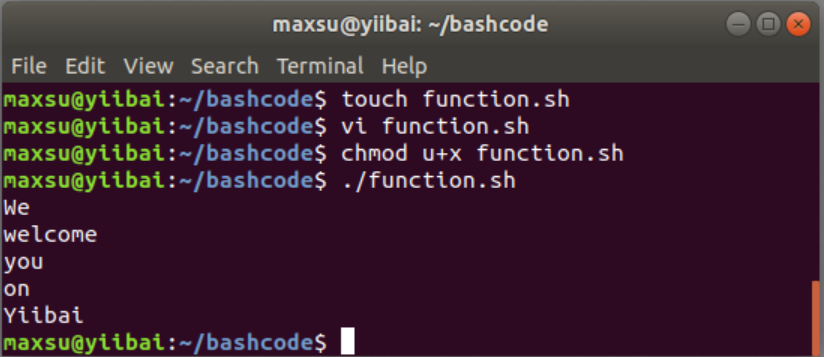 maxsu@yiibai: ~/bashcode
File Edit View Search Terminal Help
maxsu@yiibai:~/bashcode$ touch function.sh
maxsu@yiibai:~/bashcode$ vi function.sh
maxsu@yiibai:~/bashcode$ chmod u+x function.sh
maxsu@yiibai:~/bashcode$ ./function.sh
We
welcome
you
on
Yiibai
maxsu@yiibai:~/bashcode$